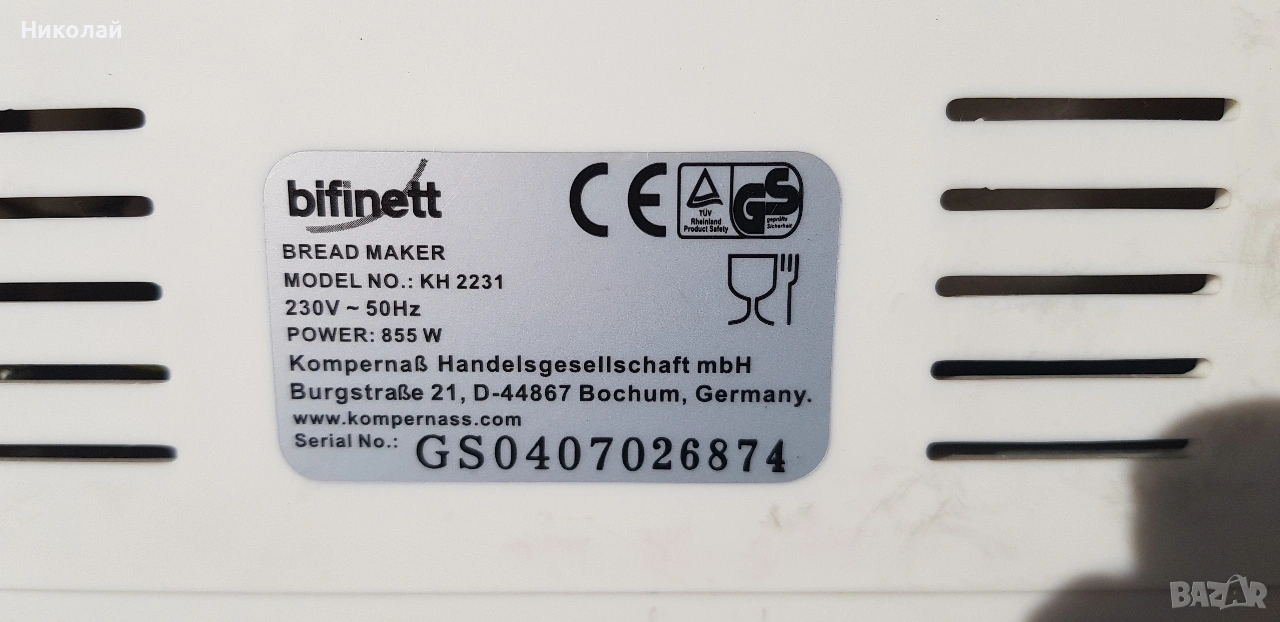 Николай
bifinett
CE
TÜV
Rheinland
Product Safety
GS
geprüfte
Sicherheit
BREAD MAKER
MODEL NO.: KH 2231
230V ~ 50Hz
POWER: 855 W
Kompernaß Handelsgesellschaft mbH
Burgstraße 21, D-44867 Bochum, Germany.
www.kompernass.com
Serial No.: GS0407026874
BAZAR